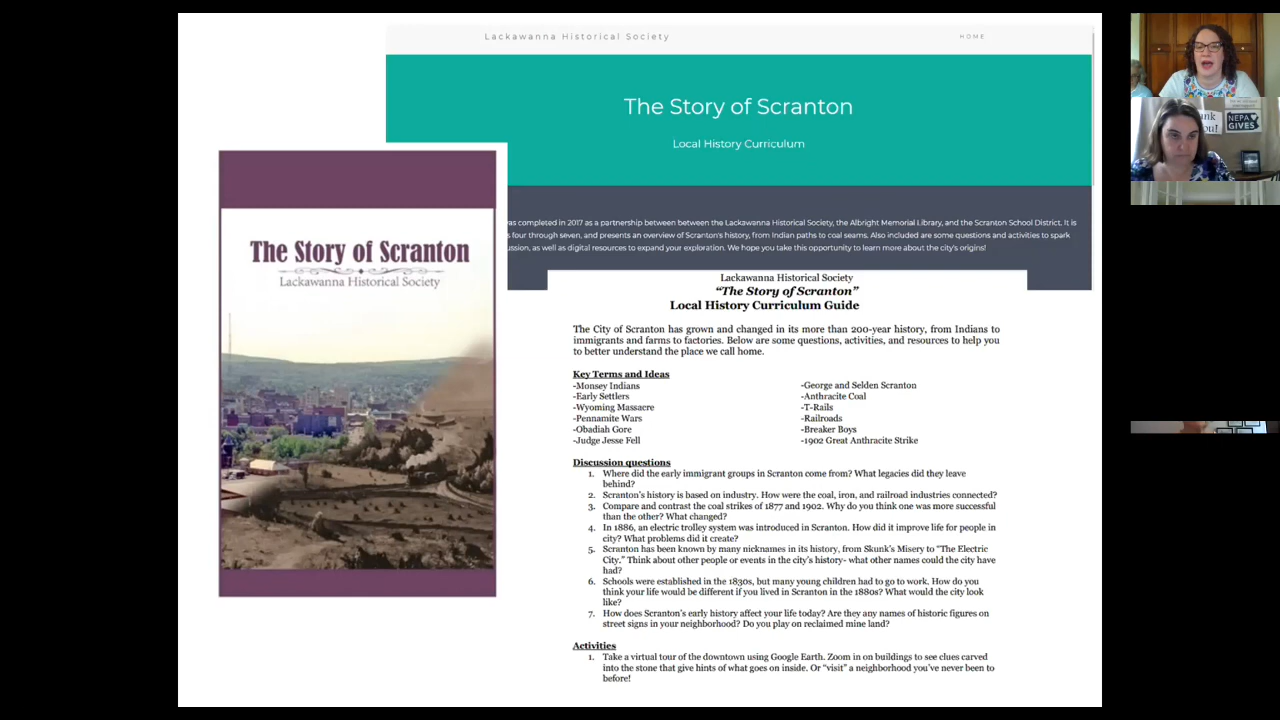 Lackawanna Historical Society
HOME
The Story of Scranton
Local History Curriculum
was completed in 2017 as a partnership between between the Lackawanna Historical Society, the Albright Memorial Library, and the Scranton School District. It is
four through seven, and presents an overview of Scranton's history, from Indian paths to coal seams. Also included are some questions and activities to spark
as well as digital resources to expand your exploration. We hope you take this opportunity to learn more about the city's origins!
The Story of Scranton
Lackawanna Historical Society
Lackawanna Historical Society
“The Story of Scranton”
Local History Curriculum Guide
The City of Scranton has grown and changed in its more than 200-year history, from Indians to
immigrants and farms to factories. Below are some questions, activities, and resources to help you
to better understand the place we call home.
Key Terms and Ideas
-Monsey Indians
-Early Settlers
-Wyoming Massacre
-Pennamite Wars
-Obadiah Gore
-Judge Jesse Fell
-George and Selden Scranton
-Anthracite Coal
-T-Rails
-Railroads
-Breaker Boys
-1902 Great Anthracite Strike
Discussion questions
1. Where did the early immigrant groups in Scranton come from? What legacies did they leave
behind?
2. Scranton’s history is based on industry. How were the coal, iron, and railroad industries connected?
3. Compare and contrast the coal strikes of 1877 and 1902. Why do you think one was more successful
than the other? What changed?
4. In 1886, an electric trolley system was introduced in Scranton. How did it improve life for people in
city? What problems did it create?
5. Scranton has been known by many nicknames in its history, from Skunk’s Misery to “The Electric
City.” Think about other people or events in the city’s history- what other names could the city have
had?
6. Schools were established in the 1830s, but many young children had to go to work. How do you
think your life would be different if you lived in Scranton in the 1880s? What would the city look
like?
7. How does Scranton’s early history affect your life today? Are they any names of historic figures on
street signs in your neighborhood? Do you play on reclaimed mine land?
Activities
1. Take a virtual tour of the downtown using Google Earth. Zoom in on buildings to see clues carved
into the stone that give hints of what goes on inside. Or “visit” a neighborhood you’ve never been to
before!
NEPA
GIVES